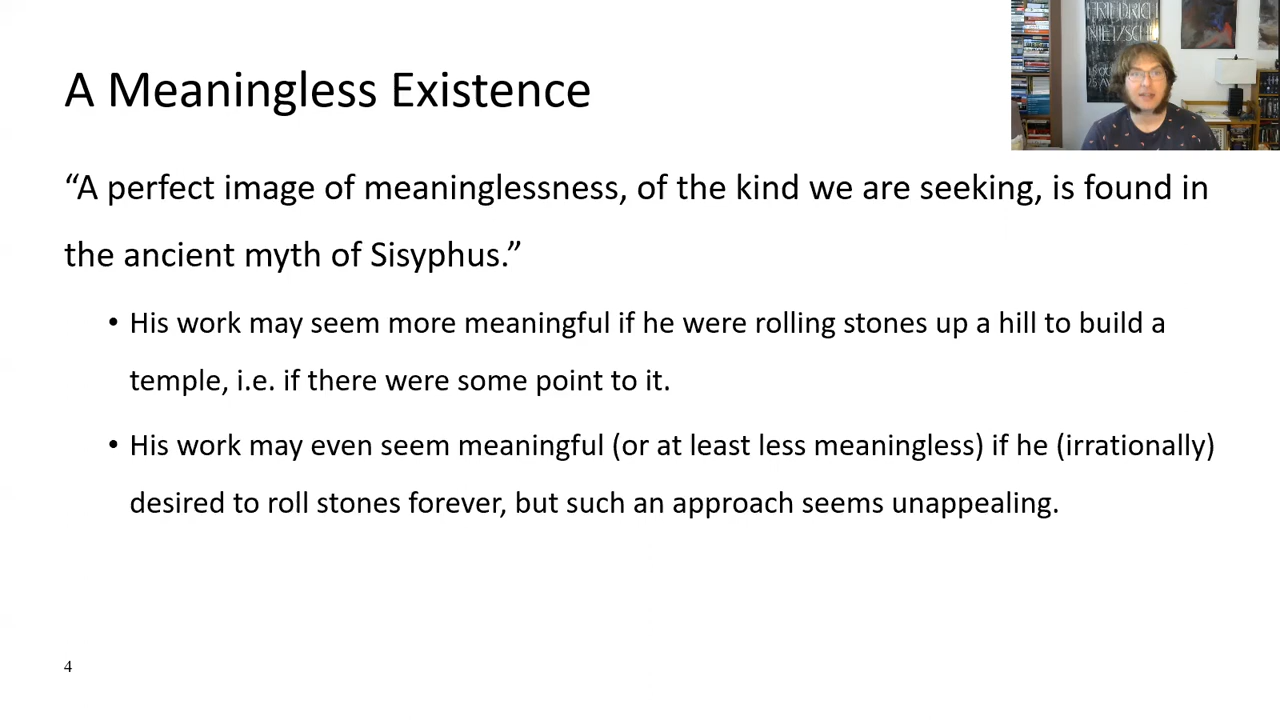 FRIEDRICH
NIETZSCHE
A Meaningless Existence
“A perfect image of meaninglessness, of the kind we are seeking, is found in
the ancient myth of Sisyphus.”
• His work may seem more meaningful if he were rolling stones up a hill to build a
temple, i.e. if there were some point to it.
• His work may even seem meaningful (or at least less meaningless) if he (irrationally)
desired to roll stones forever, but such an approach seems unappealing.
4